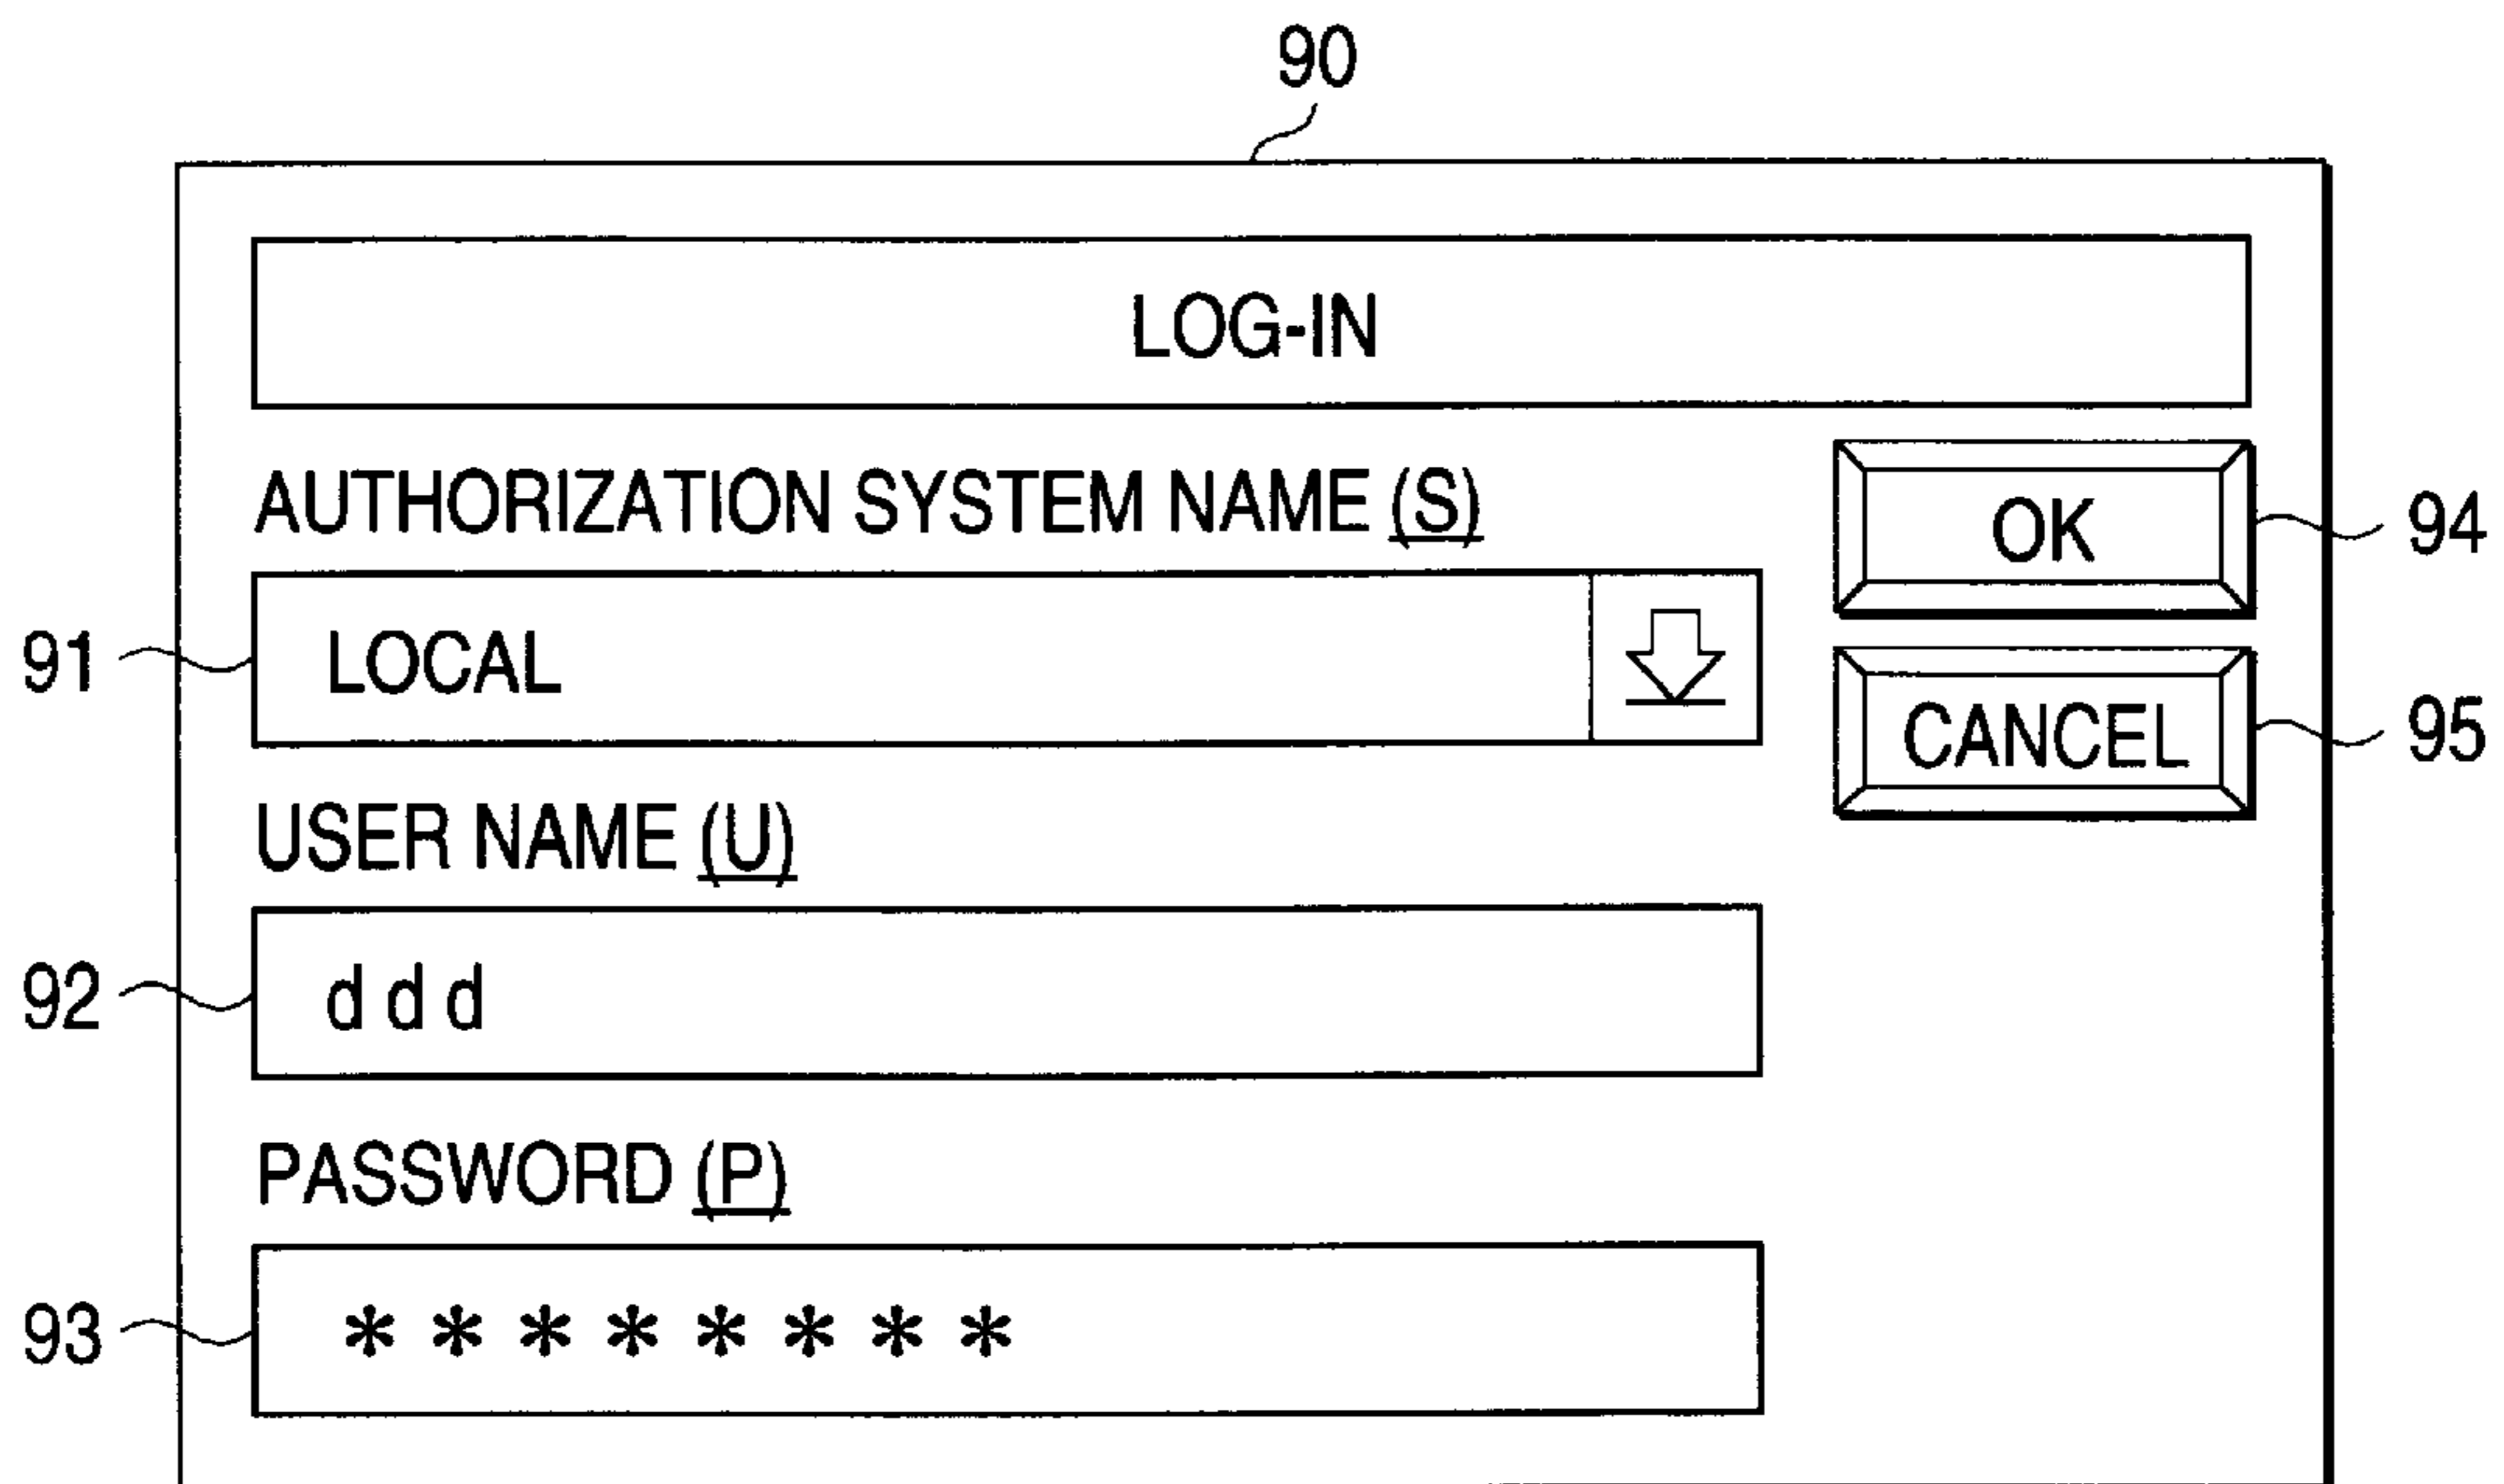 90
LOG-IN
AUTHORIZATION SYSTEM NAME (S)
OK
94
91
LOCAL
CANCEL
95
USER NAME (U)
92
ddd
PASSWORD (P)
93
********